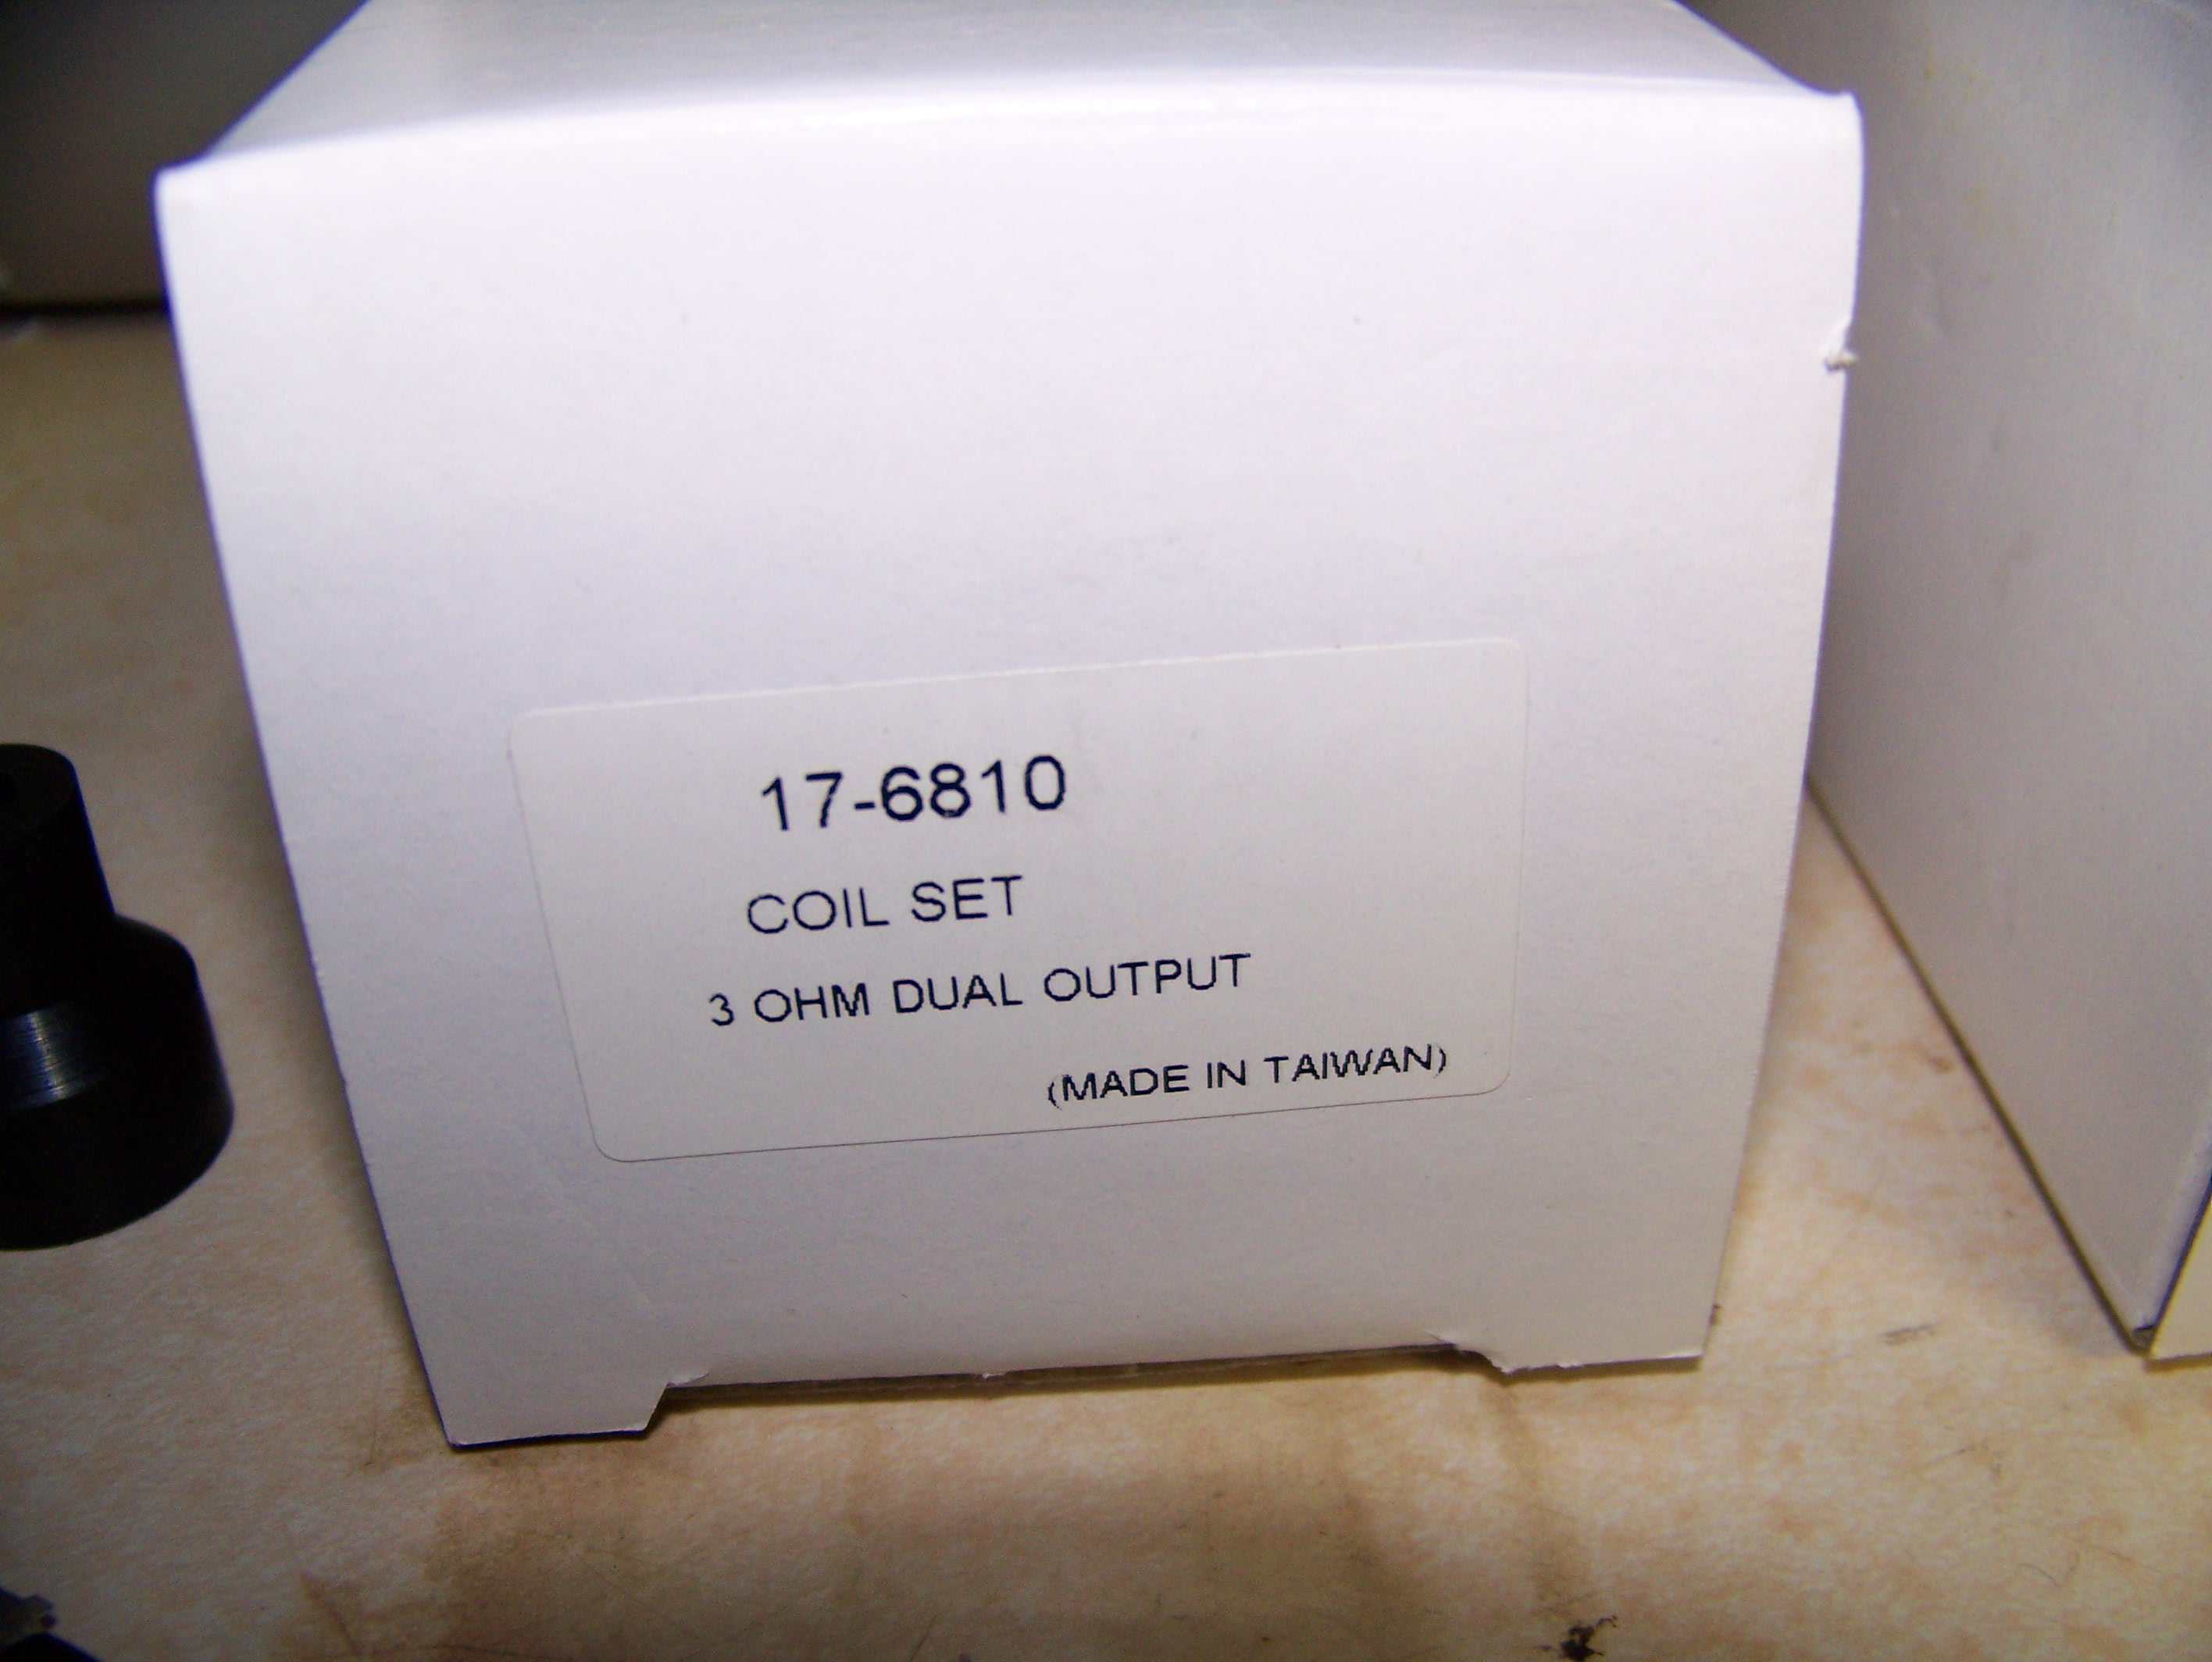 17-6810
COIL SET
3 OHM DUAL OUTPUT
(MADE IN TAIWAN)